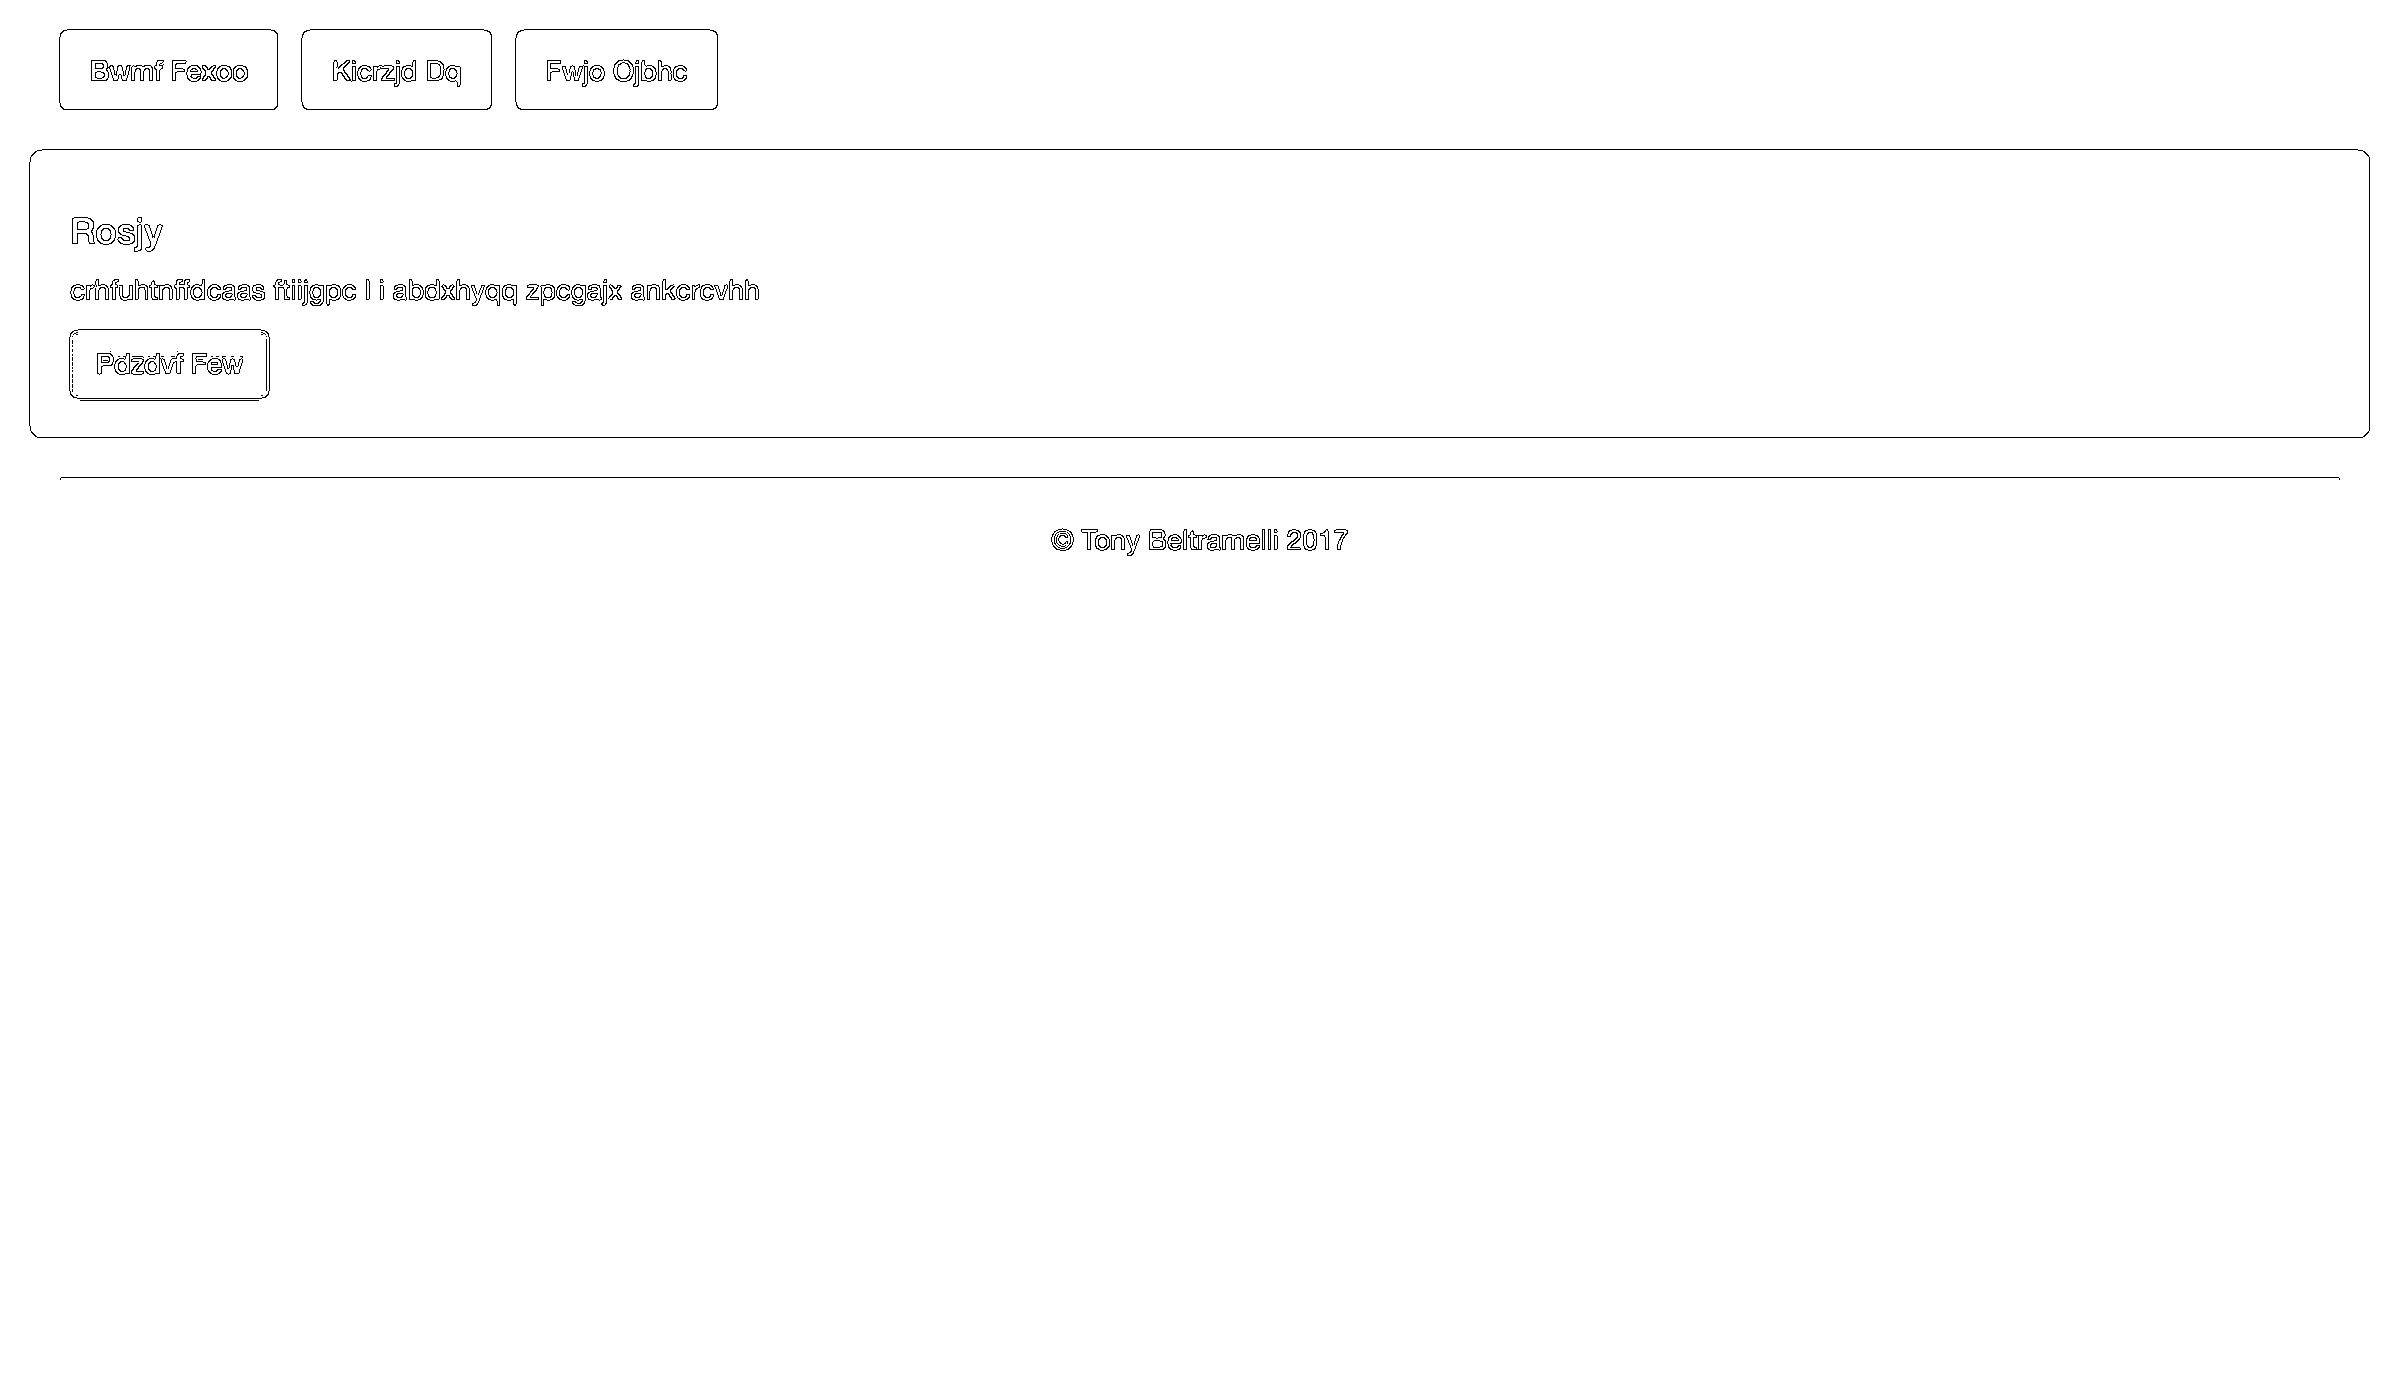 Bwmf Fexoo Kicrzjd Dq Fwjo Ojbhc
Rosjy
crhfuhtnffdcaas ftiijgpc l i abdxhyqq zpcgajx ankcrcvhh
Pdzdvf Few
© Tony Beltramelli 2017